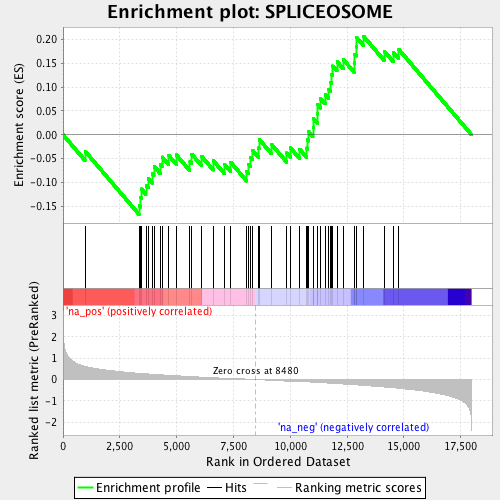 Enrichment plot: SPLICEOSOME
Enrichment score (ES)
0.20
0.15
0.10
0.05
0.00
-0.05
-0.10
-0.15
'na_pos' (positively correlated)
Ranked list metric (PreRanked)
3
2
1
0
-1
-2
Zero cross at 8480
'na_neg' (negatively correlated)
0 2,500 5,000 7,500 10,000 12,500 15,000 17,500
Rank in Ordered Dataset
Enrichment profile Hits Ranking metric scores